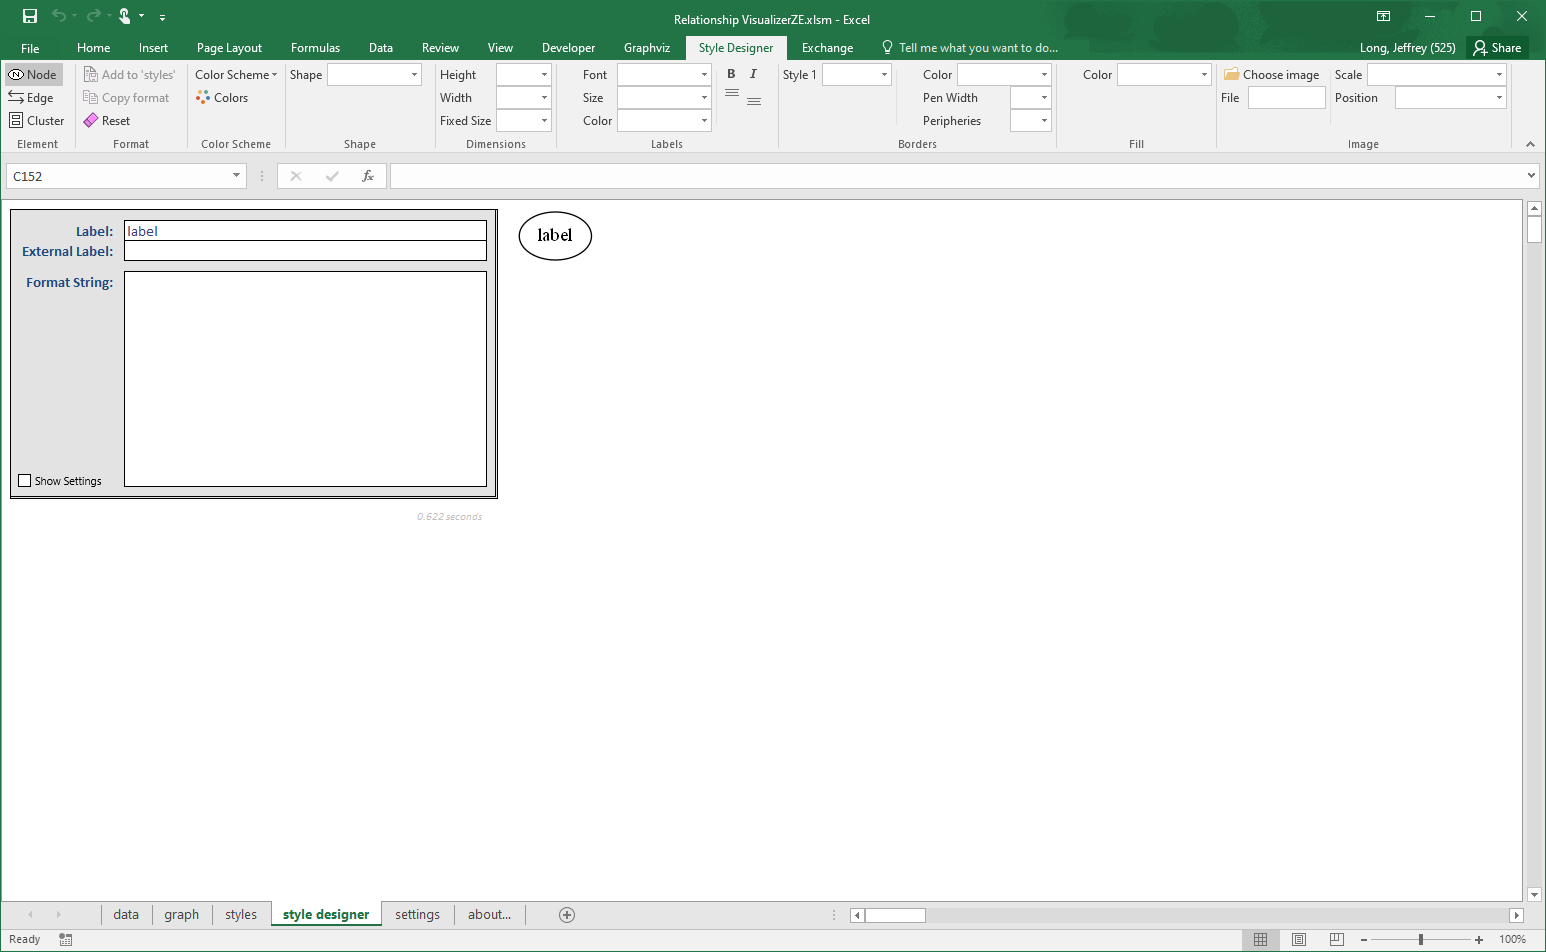 Relationship VisualizerZE.xlsm - Excel
File Home Insert Page Layout Formulas Data Review View Developer Graphviz Style Designer Exchange Tell me what you want to do... Long, Jeffrey (525) Share
Node Add to 'styles' Color Scheme Shape Height Font B I Style 1 Color Color Choose image Scale
Edge Copy format Colors Width Size Pen Width File Position
Cluster Reset Fixed Size Color Peripheries
Element Format Color Scheme Shape Dimensions Labels Borders Fill Image
C152 fx
Label: label label
External Label:
Format String:
Show Settings
0.622 seconds
data graph styles style designer settings about...
Ready 100%